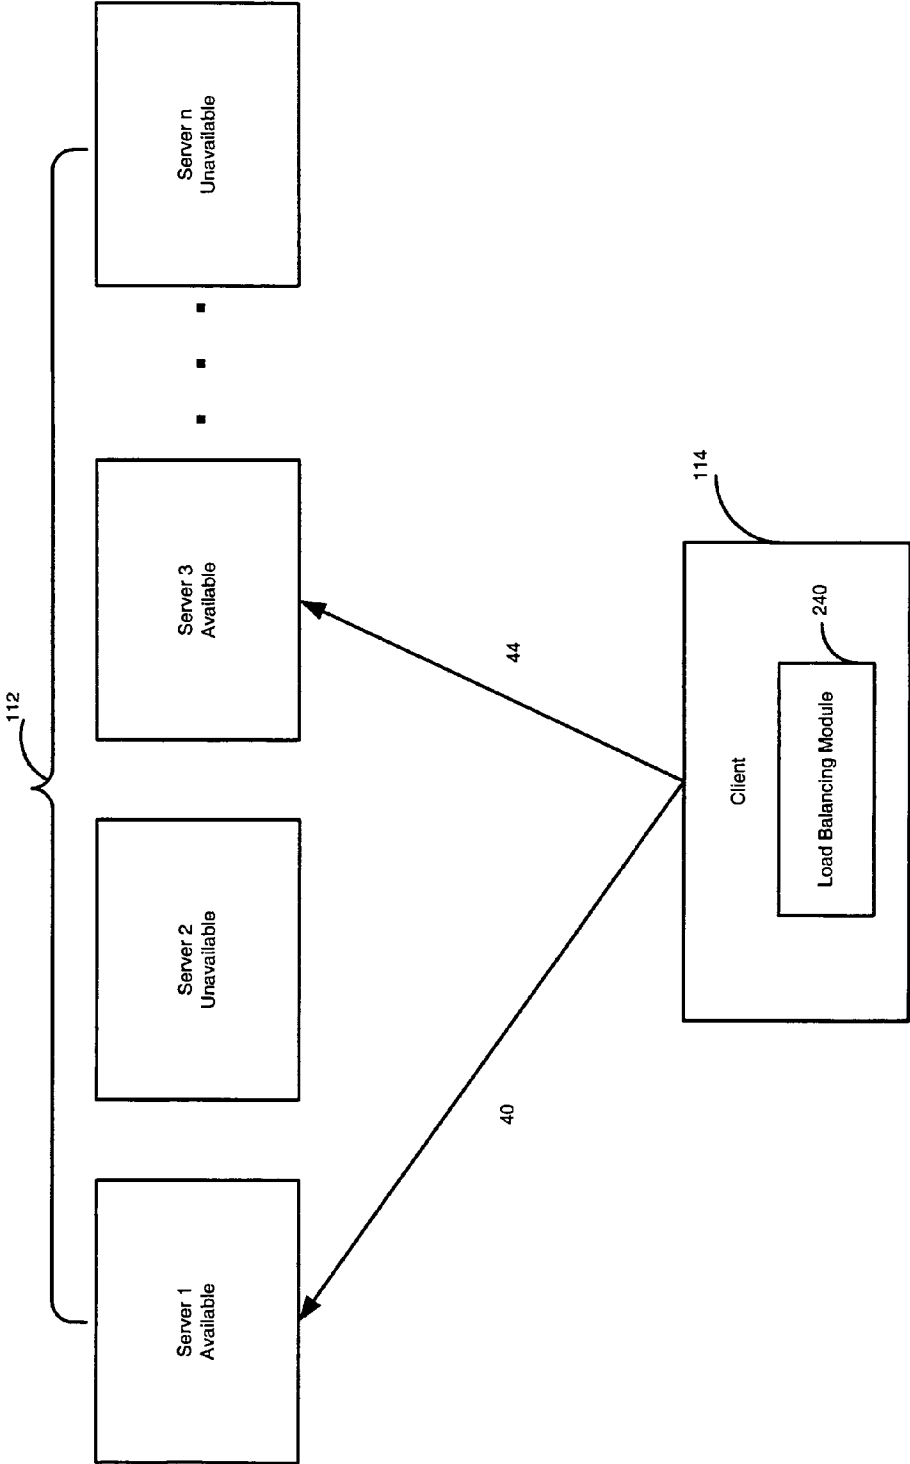 112
Server 1
Available
Server 2
Unavailable
Server 3
Available
Server n
Unavailable
40
44
114
Client
240
Load Balancing Module